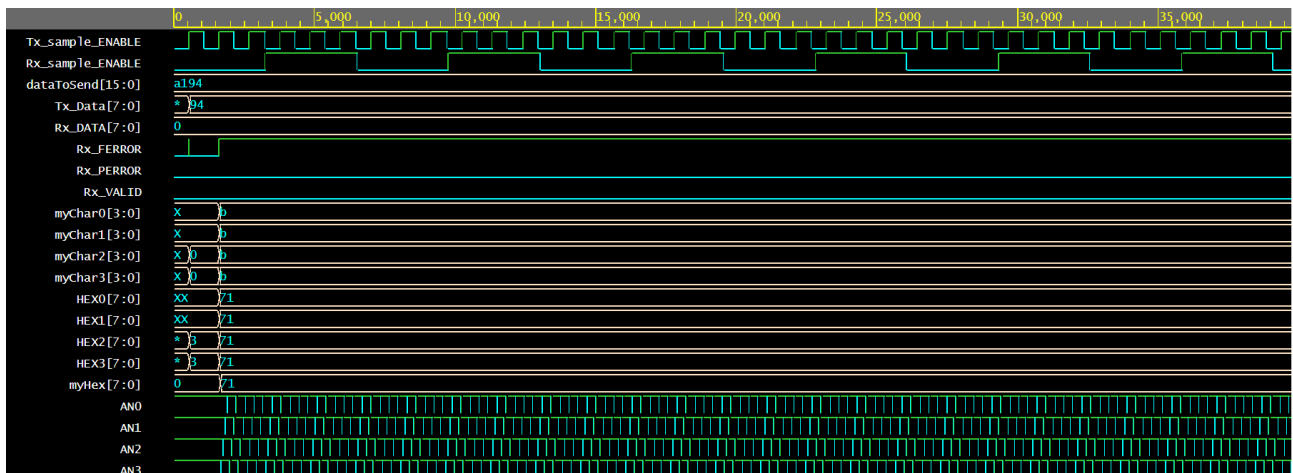 0 5,000 10,000 15,000 20,000 25,000 30,000 35,000
Tx_sample_ENABLE
Rx_sample_ENABLE
dataToSend[15:0] a194
Tx_Data[7:0] * 94
Rx_DATA[7:0] 0
Rx_FERROR
Rx_PERROR
Rx_VALID
myChar0[3:0] X b
myChar1[3:0] X b
myChar2[3:0] X 0 b
myChar3[3:0] X 0 b
HEX0[7:0] XX 71
HEX1[7:0] XX 71
HEX2[7:0] * 3 71
HEX3[7:0] * 3 71
myHex[7:0] 0 71
AN0
AN1
AN2
AN3